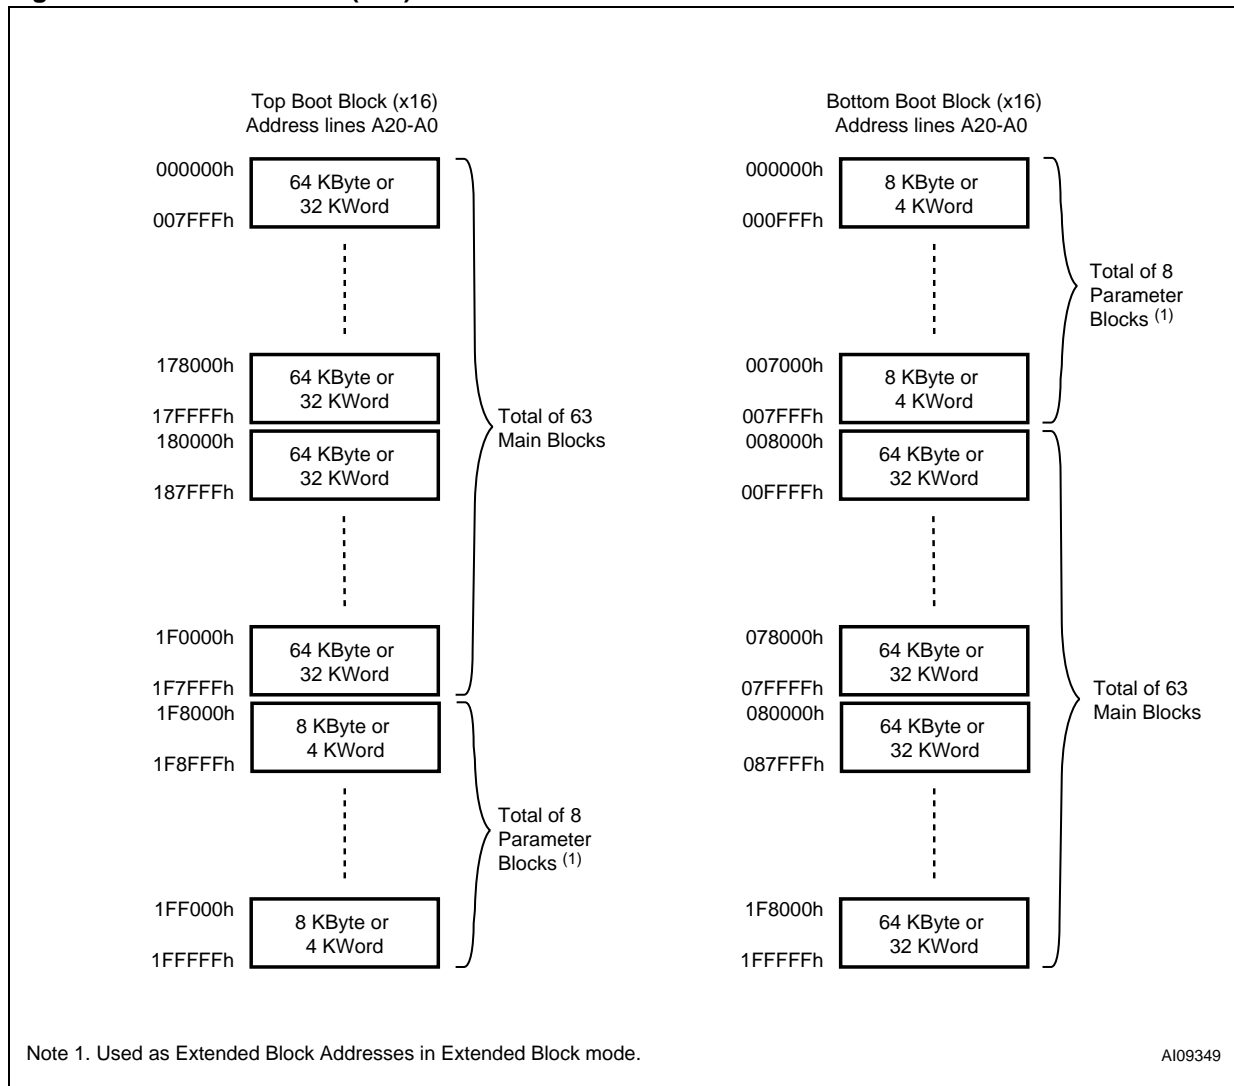 Top Boot Block (x16)
Address lines A20-A0
000000h
64 KByte or
32 KWord
007FFFh
178000h
64 KByte or
32 KWord
17FFFFh
180000h
64 KByte or
32 KWord
187FFFh
Total of 63
Main Blocks
1F0000h
64 KByte or
32 KWord
1F7FFFh
1F8000h
8 KByte or
4 KWord
1F8FFFh
Total of 8
Parameter
Blocks (1)
1FF000h
8 KByte or
4 KWord
1FFFFFh
Bottom Boot Block (x16)
Address lines A20-A0
000000h
8 KByte or
4 KWord
000FFFh
Total of 8
Parameter
Blocks (1)
007000h
8 KByte or
4 KWord
007FFFh
008000h
64 KByte or
32 KWord
00FFFFh
078000h
64 KByte or
32 KWord
07FFFFh
080000h
64 KByte or
32 KWord
087FFFh
Total of 63
Main Blocks
1F8000h
64 KByte or
32 KWord
1FFFFFh
Note 1. Used as Extended Block Addresses in Extended Block mode.
AI09349